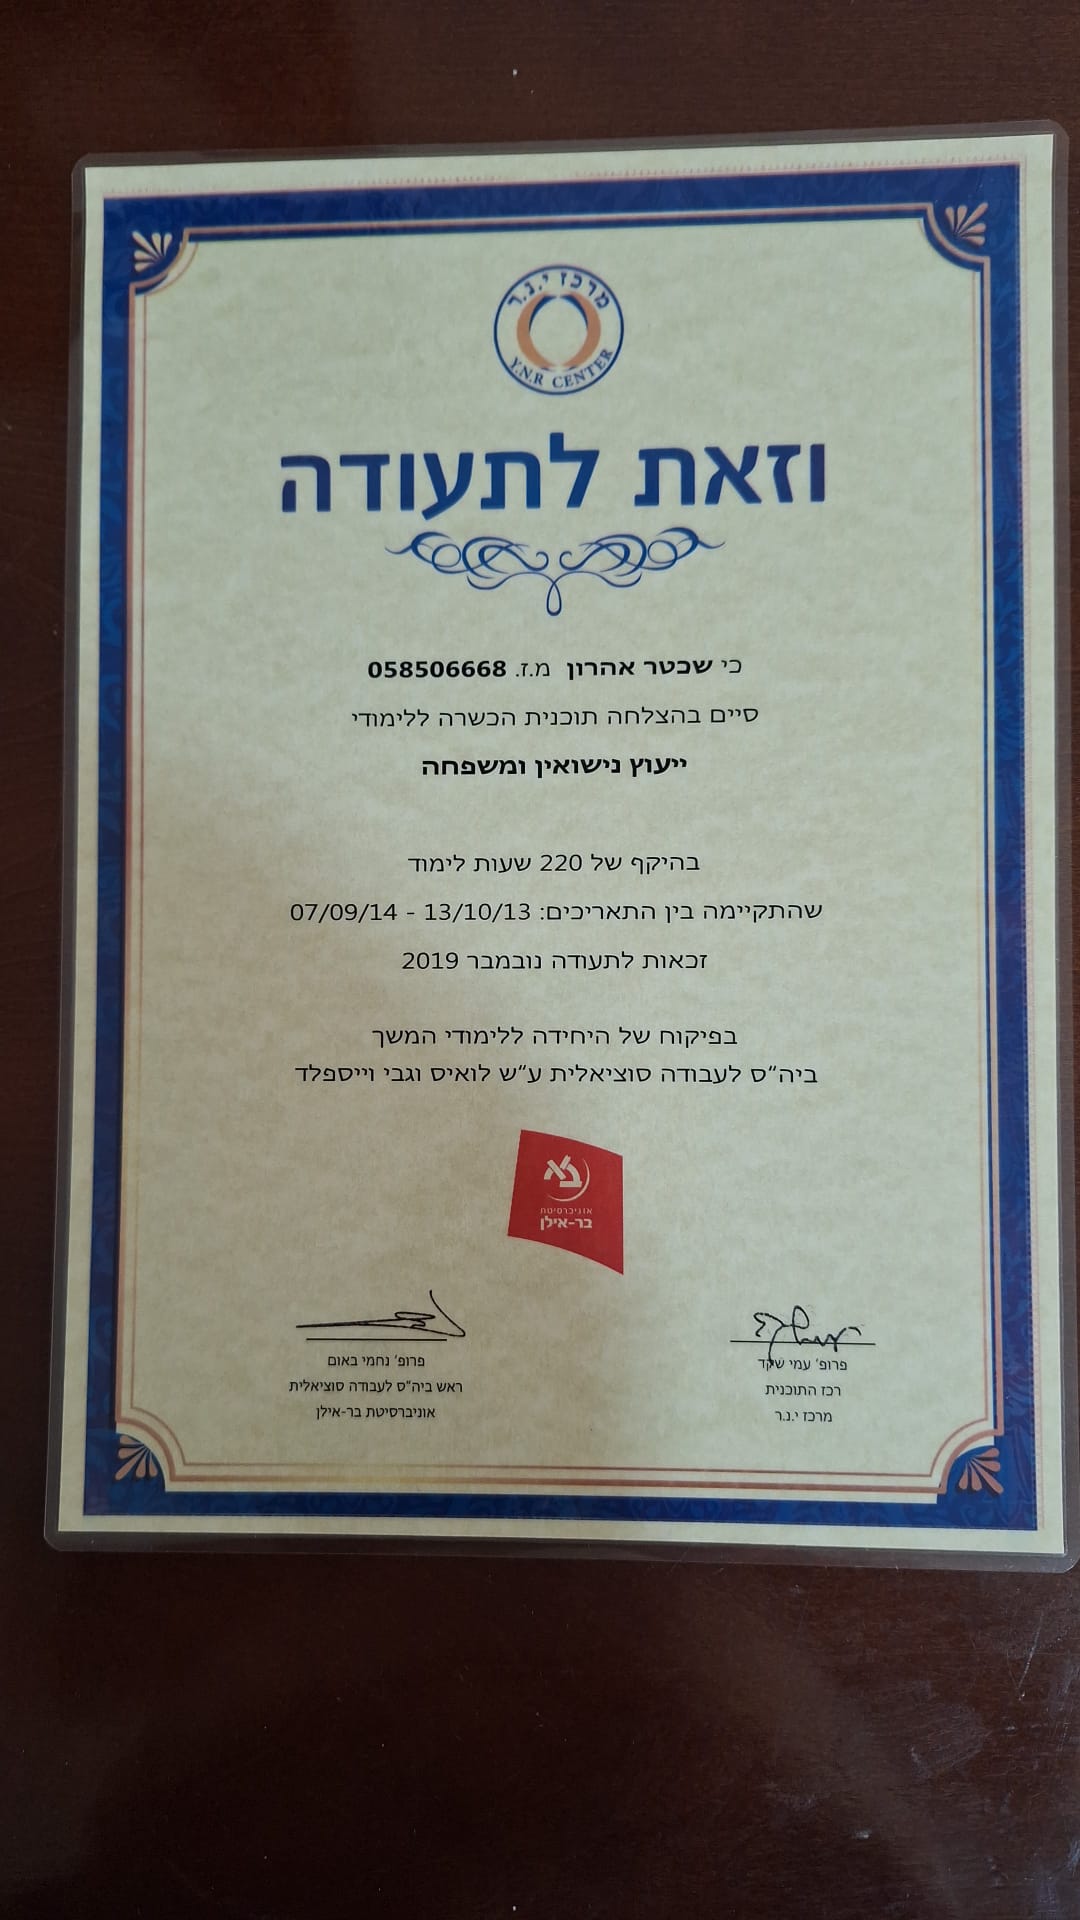 מרכז י.נ.ר
Y.N.R CENTER
וזאת לתעודה
כי שכטר אהרון מ.ז. 058506668
סיים בהצלחה תוכנית הכשרה ללימודי
ייעוץ נישואין ומשפחה
בהיקף של 220 שעות לימוד
שהתקיימה בין התאריכים: 13/10/13 - 07/09/14
זכאות לתעודה נובמבר 2019
בפיקוח של היחידה ללימודי המשך
ביה"ס לעבודה סוציאלית ע"ש לואיס וגבי וייספלד
אוניברסיטת
בר-אילן
פרופ' עמי שקד
רכז התוכנית
מרכז י.נ.ר
פרופ' נחמי באום
ראש ביה"ס לעבודה סוציאלית
אוניברסיטת בר-אילן